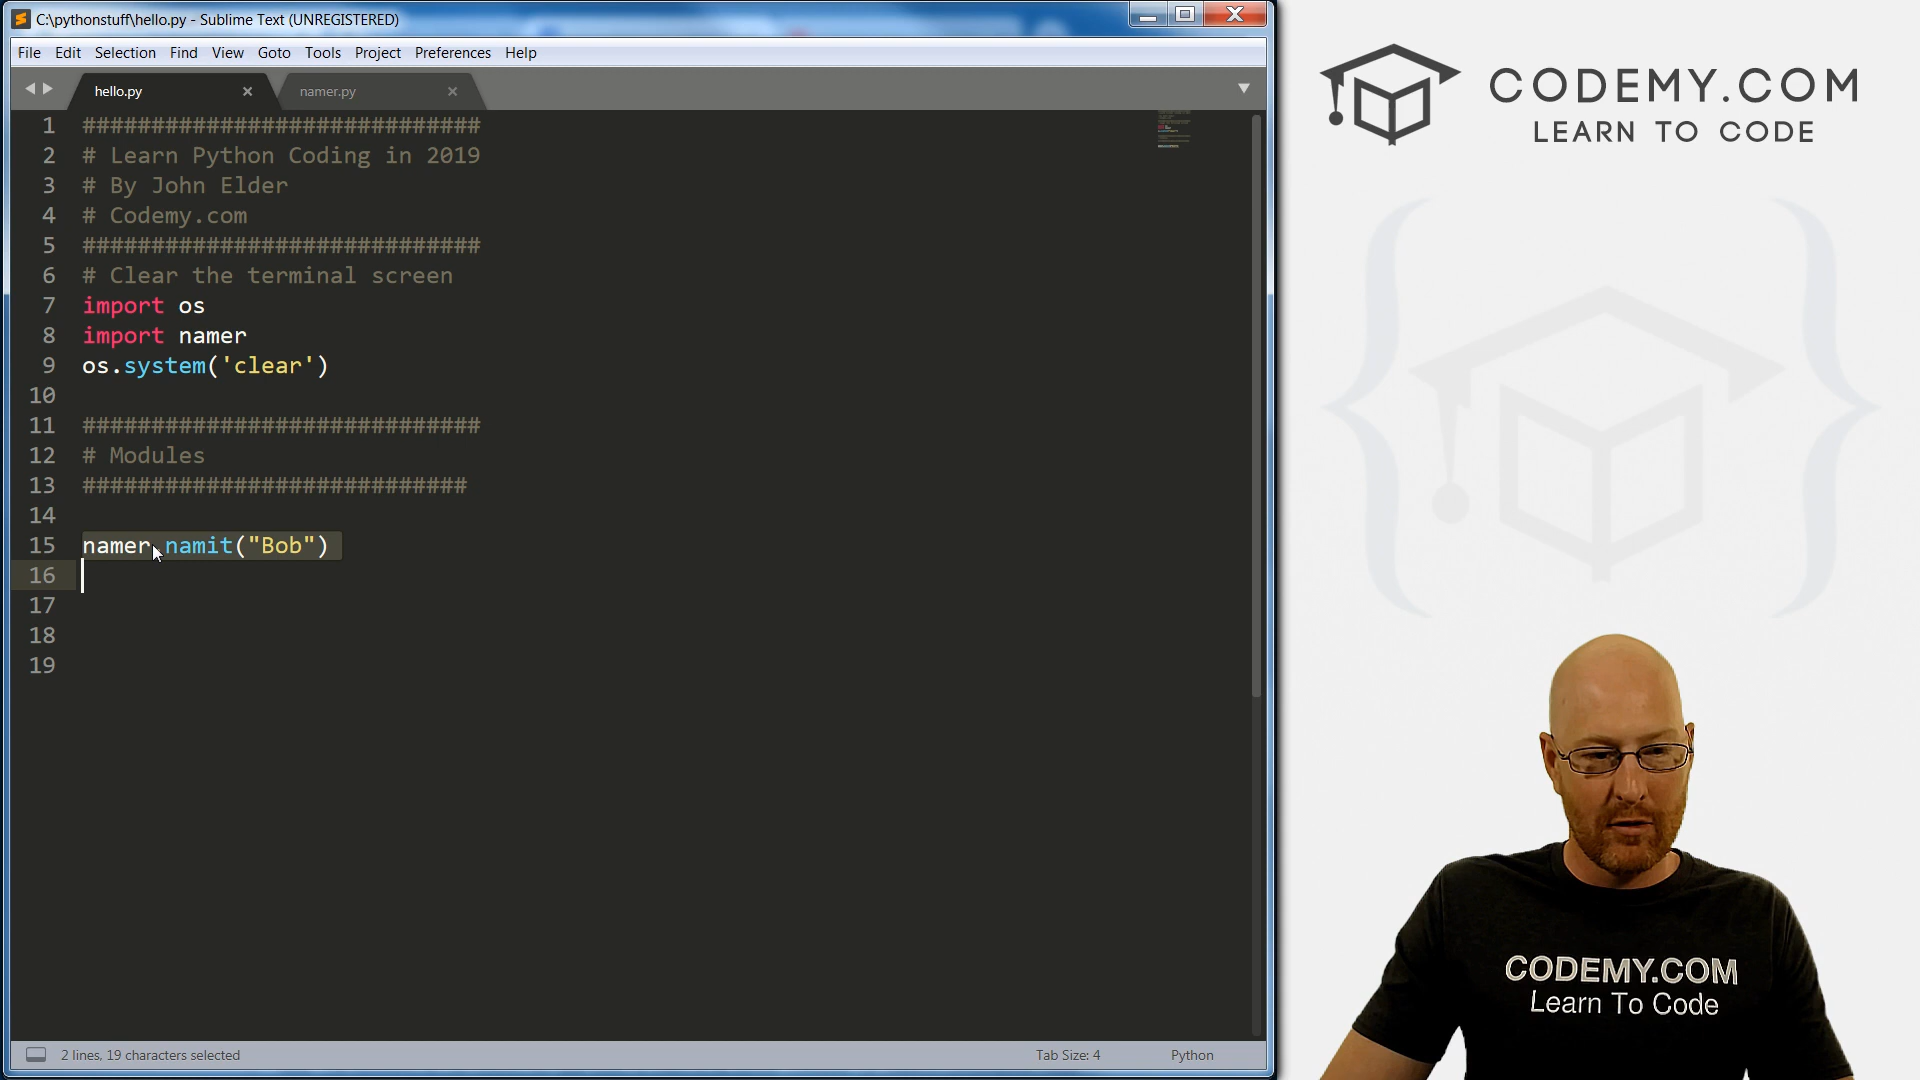 C:\pythonstuff\hello.py - Sublime Text (UNREGISTERED)
File Edit Selection Find View Goto Tools Project Preferences Help
hello.py namer.py
1 #############################
2 # Learn Python Coding in 2019
3 # By John Elder
4 # Codemy.com
5 #############################
6 # Clear the terminal screen
7 import os
8 import namer
9 os.system('clear')
10
11 #############################
12 # Modules
13 ############################
14
15 namer.namit("Bob")
16
17
18
19
2 lines, 19 characters selected Tab Size: 4 Python
CODEMY.COM
LEARN TO CODE
CODEMY.COM
Learn To Code